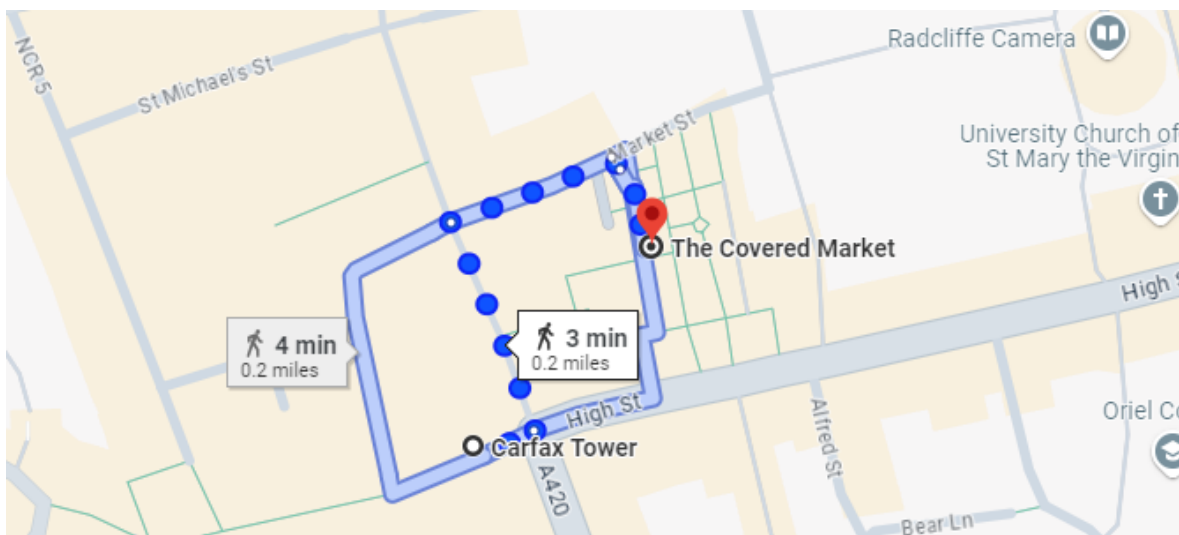 Radcliffe Camera
NCR 5
St Michael's St
Market St
University Church of
St Mary the Virgin
The Covered Market
High S
4 min
0.2 miles
3 min
0.2 miles
High St
Alfred St
Oriel Co
Carfax Tower
A420
Bear Ln